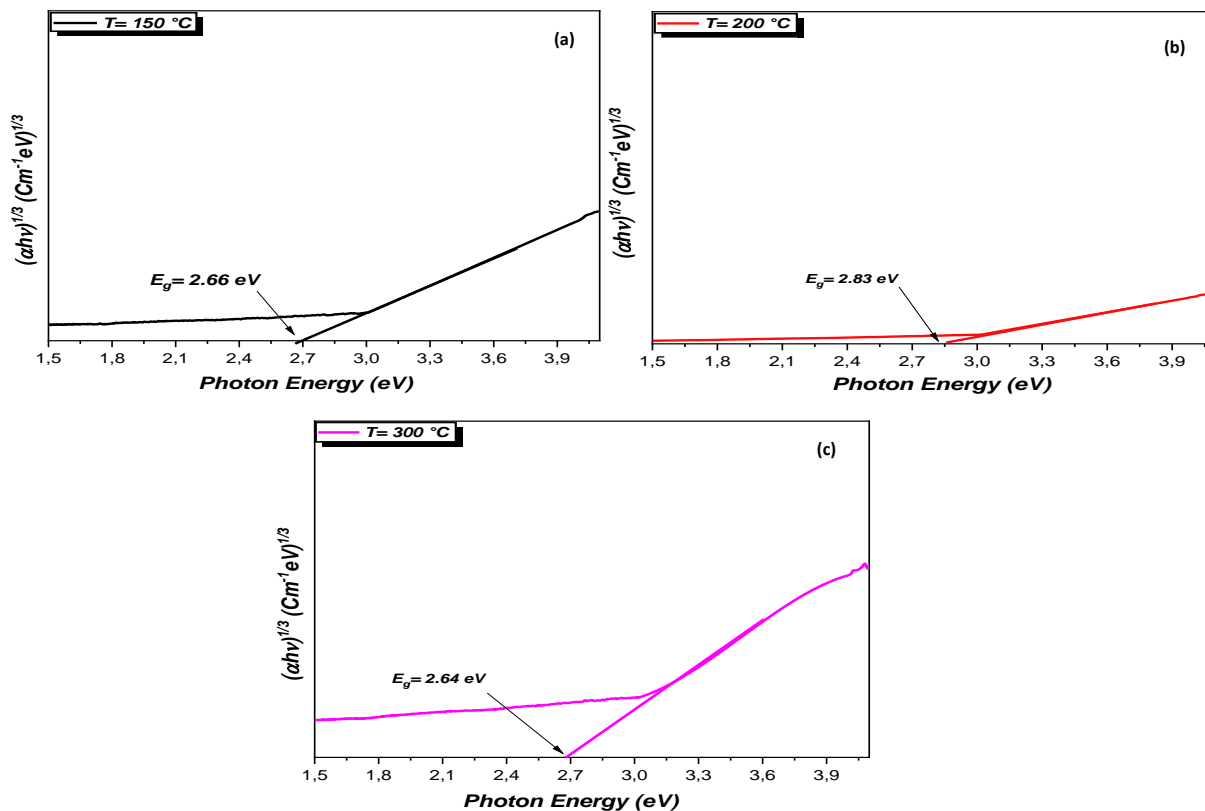 T= 150 °C
(a)
(αhν)^1/3 (Cm^-1eV)^1/3
E_g= 2.66 eV
1,5 1,8 2,1 2,4 2,7 3,0 3,3 3,6 3,9
Photon Energy (eV)
T= 200 °C
(b)
(αhν)^1/3 (Cm^-1eV)^1/3
E_g= 2.83 eV
1,5 1,8 2,1 2,4 2,7 3,0 3,3 3,6 3,9
Photon Energy (eV)
T= 300 °C
(c)
(αhν)^1/3 (Cm^-1eV)^1/3
E_g= 2.64 eV
1,5 1,8 2,1 2,4 2,7 3,0 3,3 3,6 3,9
Photon Energy (eV)